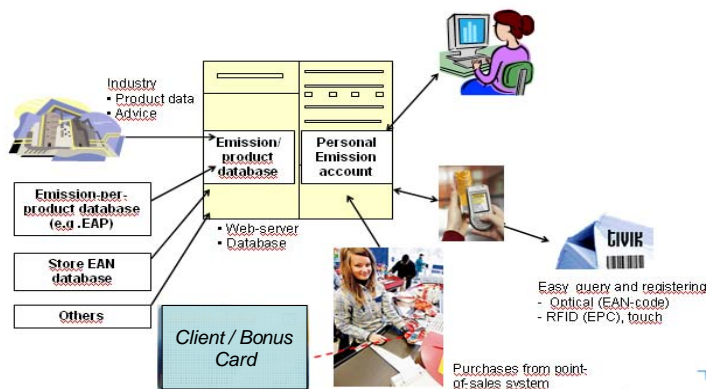 Industry
▪ Product data
▪ Advice
Emission/
product
database
Personal
Emission
account
Emission-per-
product database
(e.g .EAP)
Store EAN
database
Others
▪ Web-server
▪ Database
Client / Bonus
Card
tivik
Easy query and registering
- Optical (EAN-code)
- RFID (EPC), touch
Purchases from point-
of-sales system